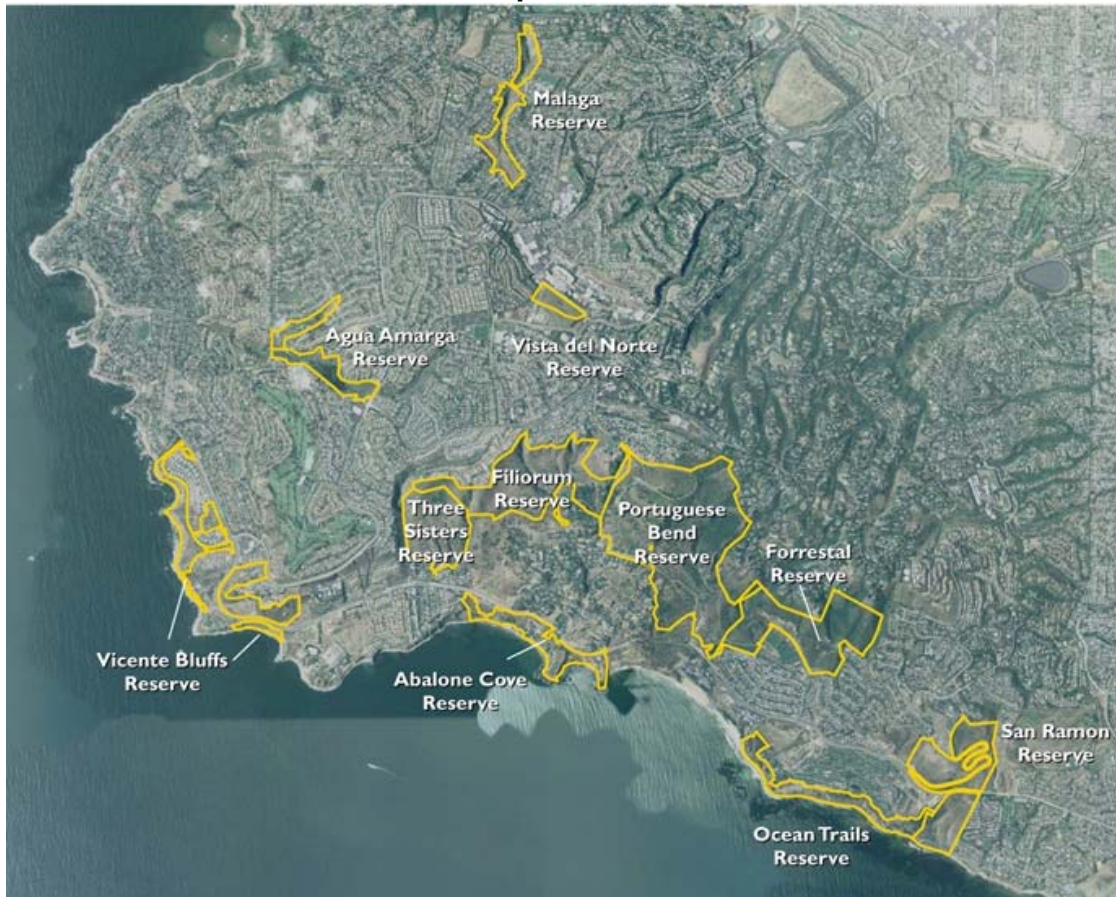 Malaga
Reserve
Agua Amarga
Reserve
Vista del Norte
Reserve
Filiorum
Reserve
Three
Sisters
Reserve
Portuguese
Bend
Reserve
Forrestal
Reserve
Vicente Bluffs
Reserve
Abalone Cove
Reserve
San Ramon
Reserve
Ocean Trails
Reserve